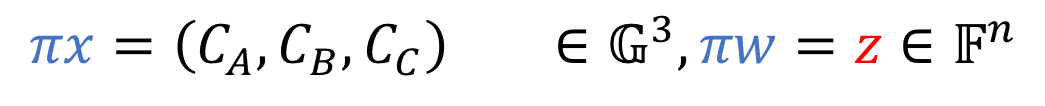 πx = (C_A, C_B, C_C) ∈ 𝔾³, πw = z ∈ 𝔽ⁿ